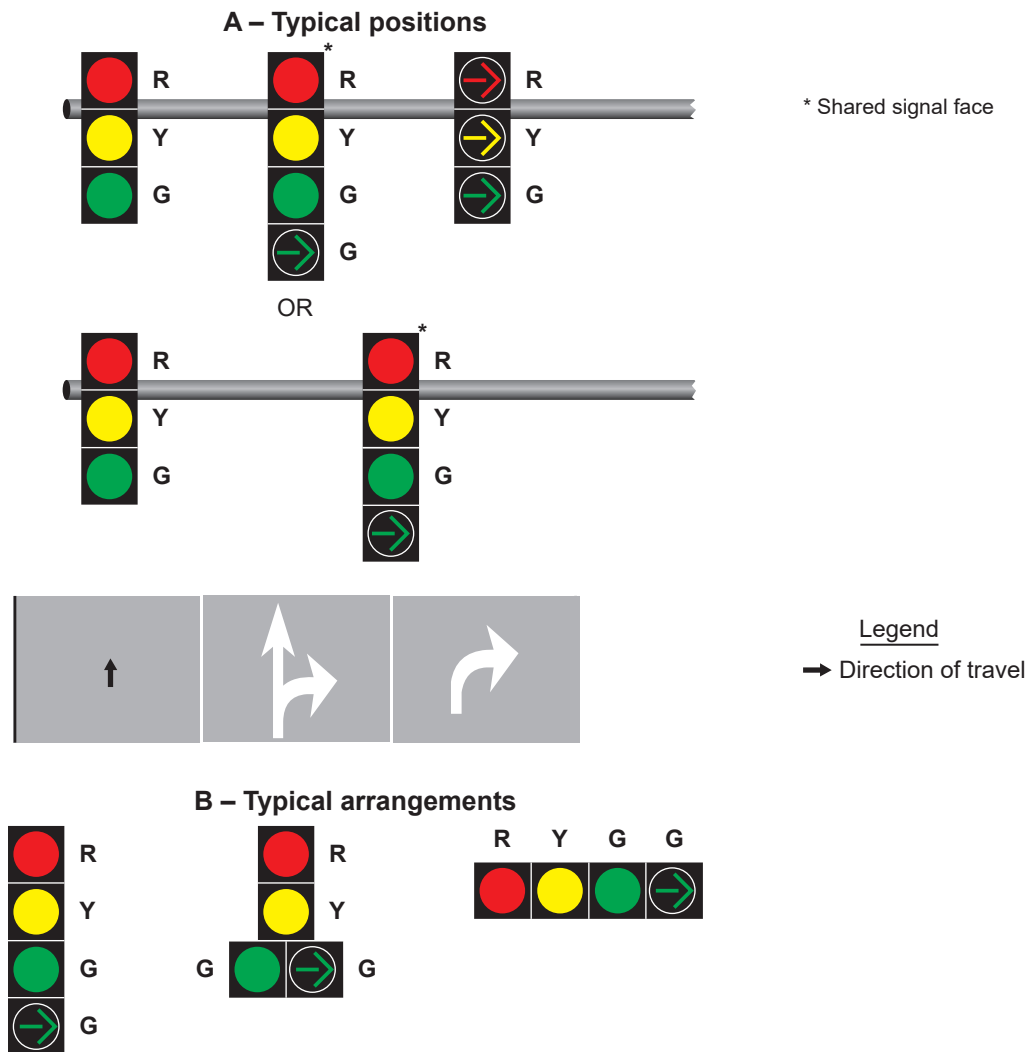 A – Typical positions
*
R R R
* Shared signal face
Y Y Y
G G G
G
OR
*
R R
Y Y
G G
Legend
Direction of travel
B – Typical arrangements
R Y G G
R R
Y Y
G G G
G